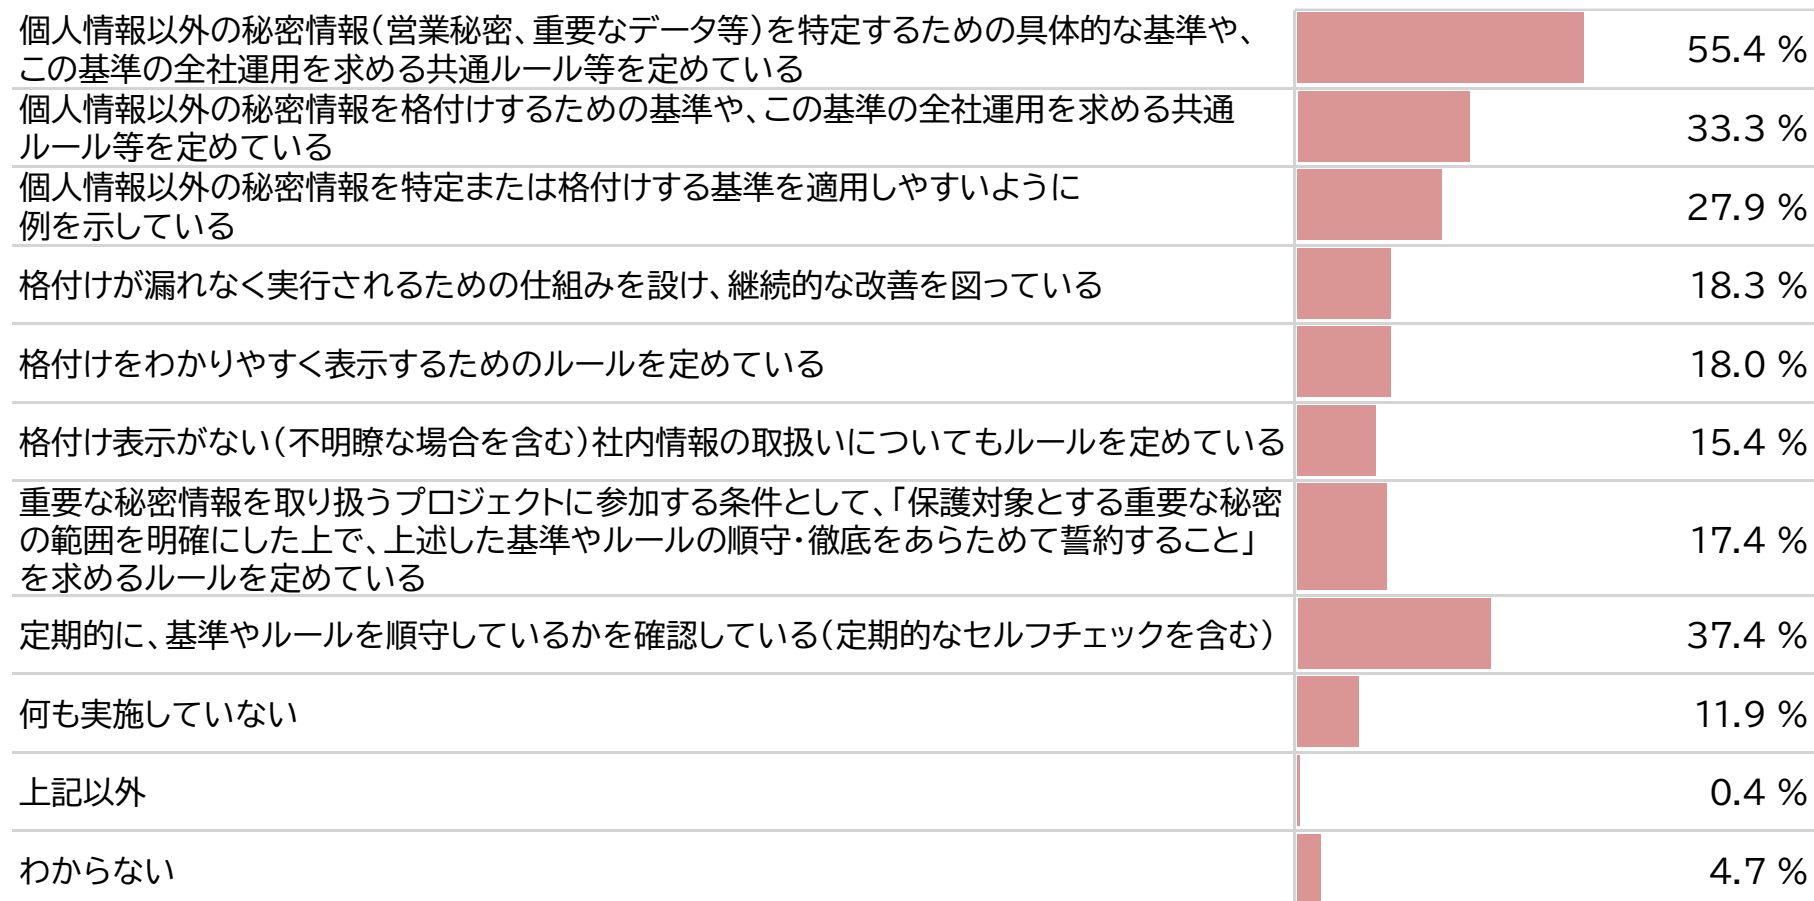 個人情報以外の秘密情報(営業秘密、重要なデータ等)を特定するための具体的な基準や、
この基準の全社運用を求める共通ルール等を定めている
55.4 %
個人情報以外の秘密情報を格付けするための基準や、この基準の全社運用を求める共通
ルール等を定めている
33.3 %
個人情報以外の秘密情報を特定または格付けする基準を適用しやすいように
例を示している
27.9 %
格付けが漏れなく実行されるための仕組みを設け、継続的な改善を図っている
18.3 %
格付けをわかりやすく表示するためのルールを定めている
18.0 %
格付け表示がない(不明瞭な場合を含む)社内情報の取扱いについてもルールを定めている
15.4 %
重要な秘密情報を取り扱うプロジェクトに参加する条件として、「保護対象とする重要な秘密
の範囲を明確にした上で、上述した基準やルールの順守・徹底をあらためて誓約すること」
を求めるルールを定めている
17.4 %
定期的に、基準やルールを順守しているかを確認している(定期的なセルフチェックを含む)
37.4 %
何も実施していない
11.9 %
上記以外
0.4 %
わからない
4.7 %